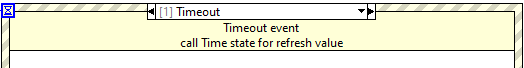 [1] Timeout
Timeout event
call Time state for refresh value